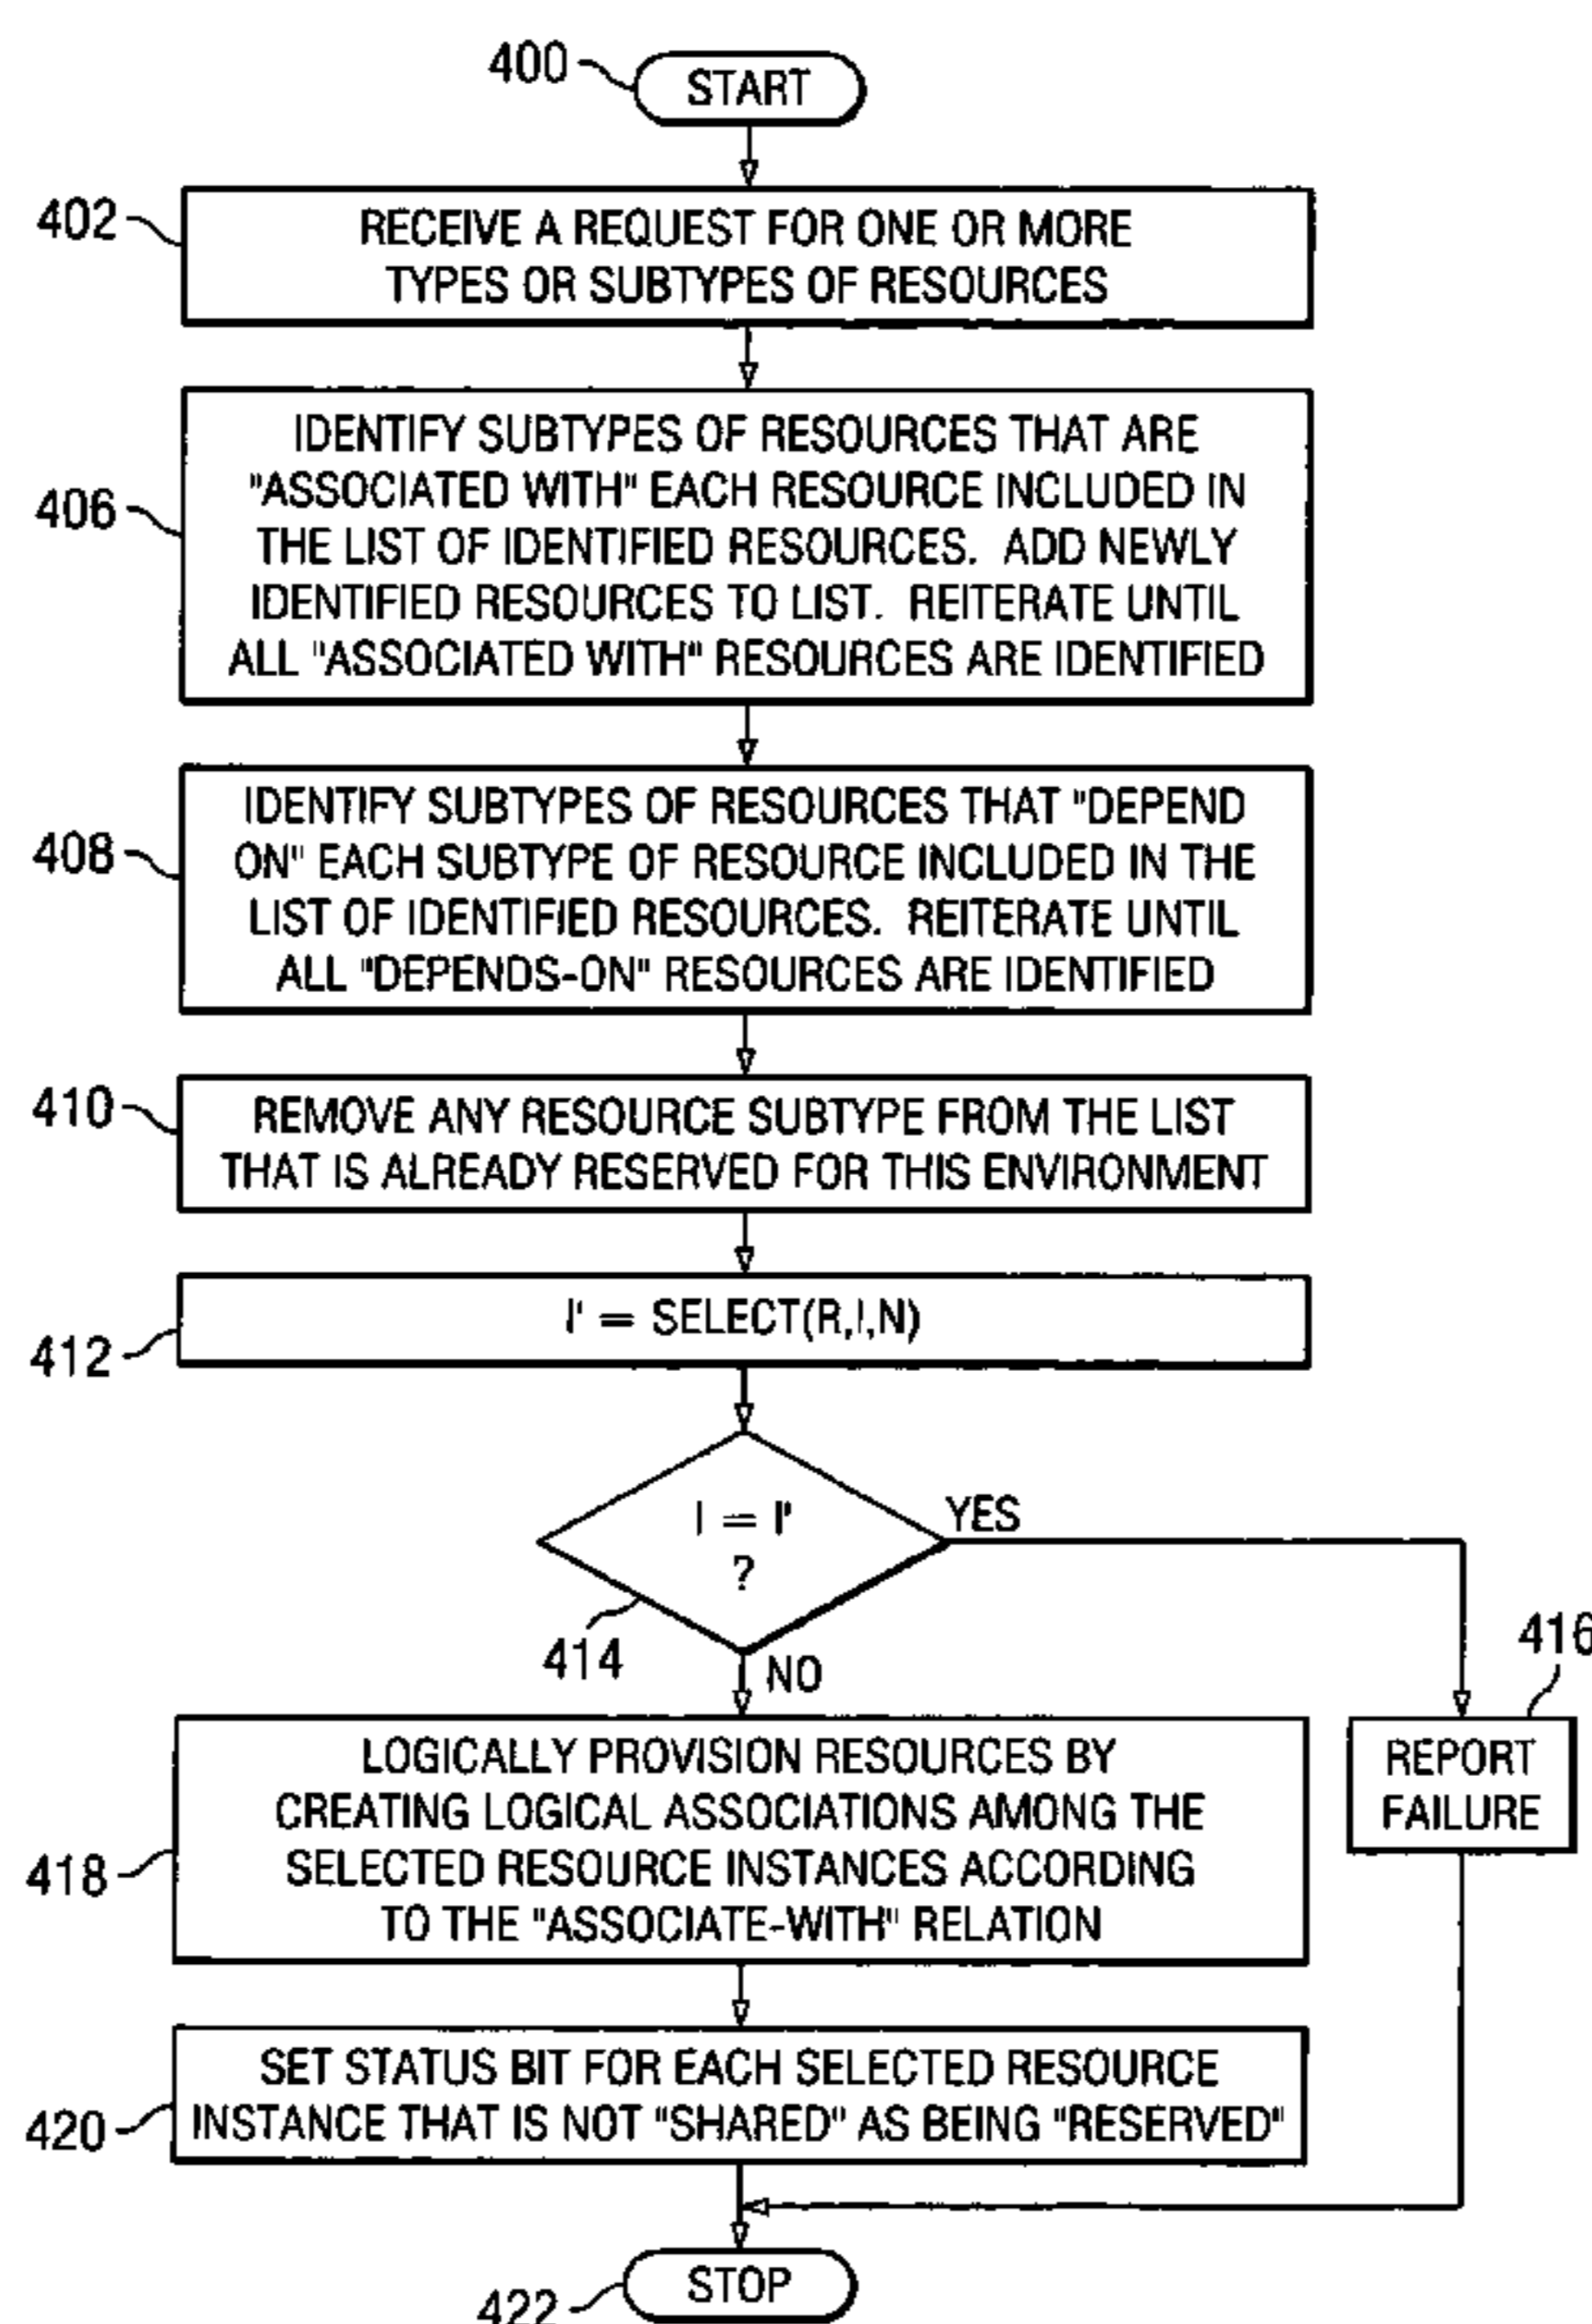 400
START
402
RECEIVE A REQUEST FOR ONE OR MORE
TYPES OR SUBTYPES OF RESOURCES
406
IDENTIFY SUBTYPES OF RESOURCES THAT ARE
"ASSOCIATED WITH" EACH RESOURCE INCLUDED IN
THE LIST OF IDENTIFIED RESOURCES. ADD NEWLY
IDENTIFIED RESOURCES TO LIST. REITERATE UNTIL
ALL "ASSOCIATED WITH" RESOURCES ARE IDENTIFIED
408
IDENTIFY SUBTYPES OF RESOURCES THAT "DEPEND
ON" EACH SUBTYPE OF RESOURCE INCLUDED IN THE
LIST OF IDENTIFIED RESOURCES. REITERATE UNTIL
ALL "DEPENDS-ON" RESOURCES ARE IDENTIFIED
410
REMOVE ANY RESOURCE SUBTYPE FROM THE LIST
THAT IS ALREADY RESERVED FOR THIS ENVIRONMENT
412
I' = SELECT(R,I,N)
I = I'
?
YES
414
NO
416
REPORT
FAILURE
418
LOGICALLY PROVISION RESOURCES BY
CREATING LOGICAL ASSOCIATIONS AMONG THE
SELECTED RESOURCE INSTANCES ACCORDING
TO THE "ASSOCIATE-WITH" RELATION
420
SET STATUS BIT FOR EACH SELECTED RESOURCE
INSTANCE THAT IS NOT "SHARED" AS BEING "RESERVED"
422
STOP